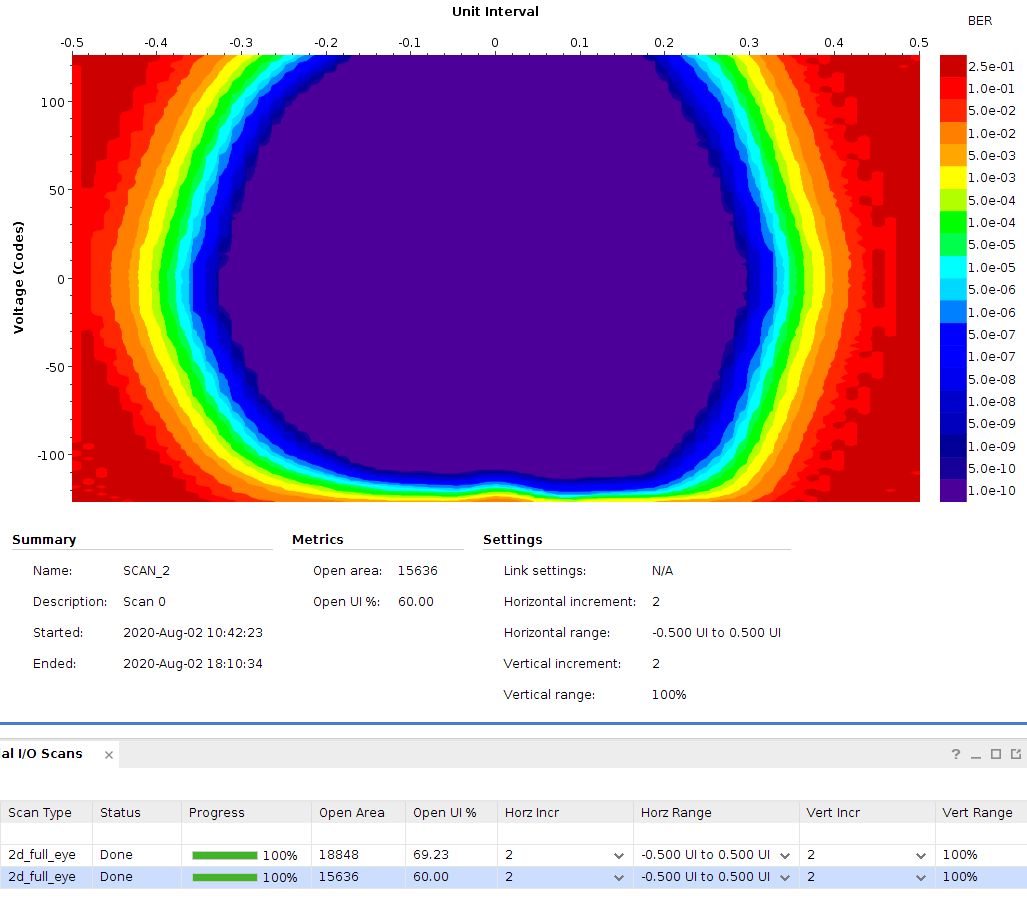 Unit Interval
BER
-0.5 -0.4 -0.3 -0.2 -0.1 0 0.1 0.2 0.3 0.4 0.5
Voltage (Codes)
100
50
0
-50
-100
2.5e-01
1.0e-01
5.0e-02
1.0e-02
5.0e-03
1.0e-03
5.0e-04
1.0e-04
5.0e-05
1.0e-05
5.0e-06
1.0e-06
5.0e-07
1.0e-07
5.0e-08
1.0e-08
5.0e-09
1.0e-09
5.0e-10
1.0e-10
Summary
Name: SCAN_2
Description: Scan 0
Started: 2020-Aug-02 10:42:23
Ended: 2020-Aug-02 18:10:34
Metrics
Open area: 15636
Open UI %: 60.00
Settings
Link settings: N/A
Horizontal increment: 2
Horizontal range: -0.500 UI to 0.500 UI
Vertical increment: 2
Vertical range: 100%
al I/O Scans × ?
Scan Type Status Progress Open Area Open UI % Horz Incr Horz Range Vert Incr Vert Range
2d_full_eye Done 100% 18848 69.23 2 -0.500 UI to 0.500 UI 2 100%
2d_full_eye Done 100% 15636 60.00 2 -0.500 UI to 0.500 UI 2 100%